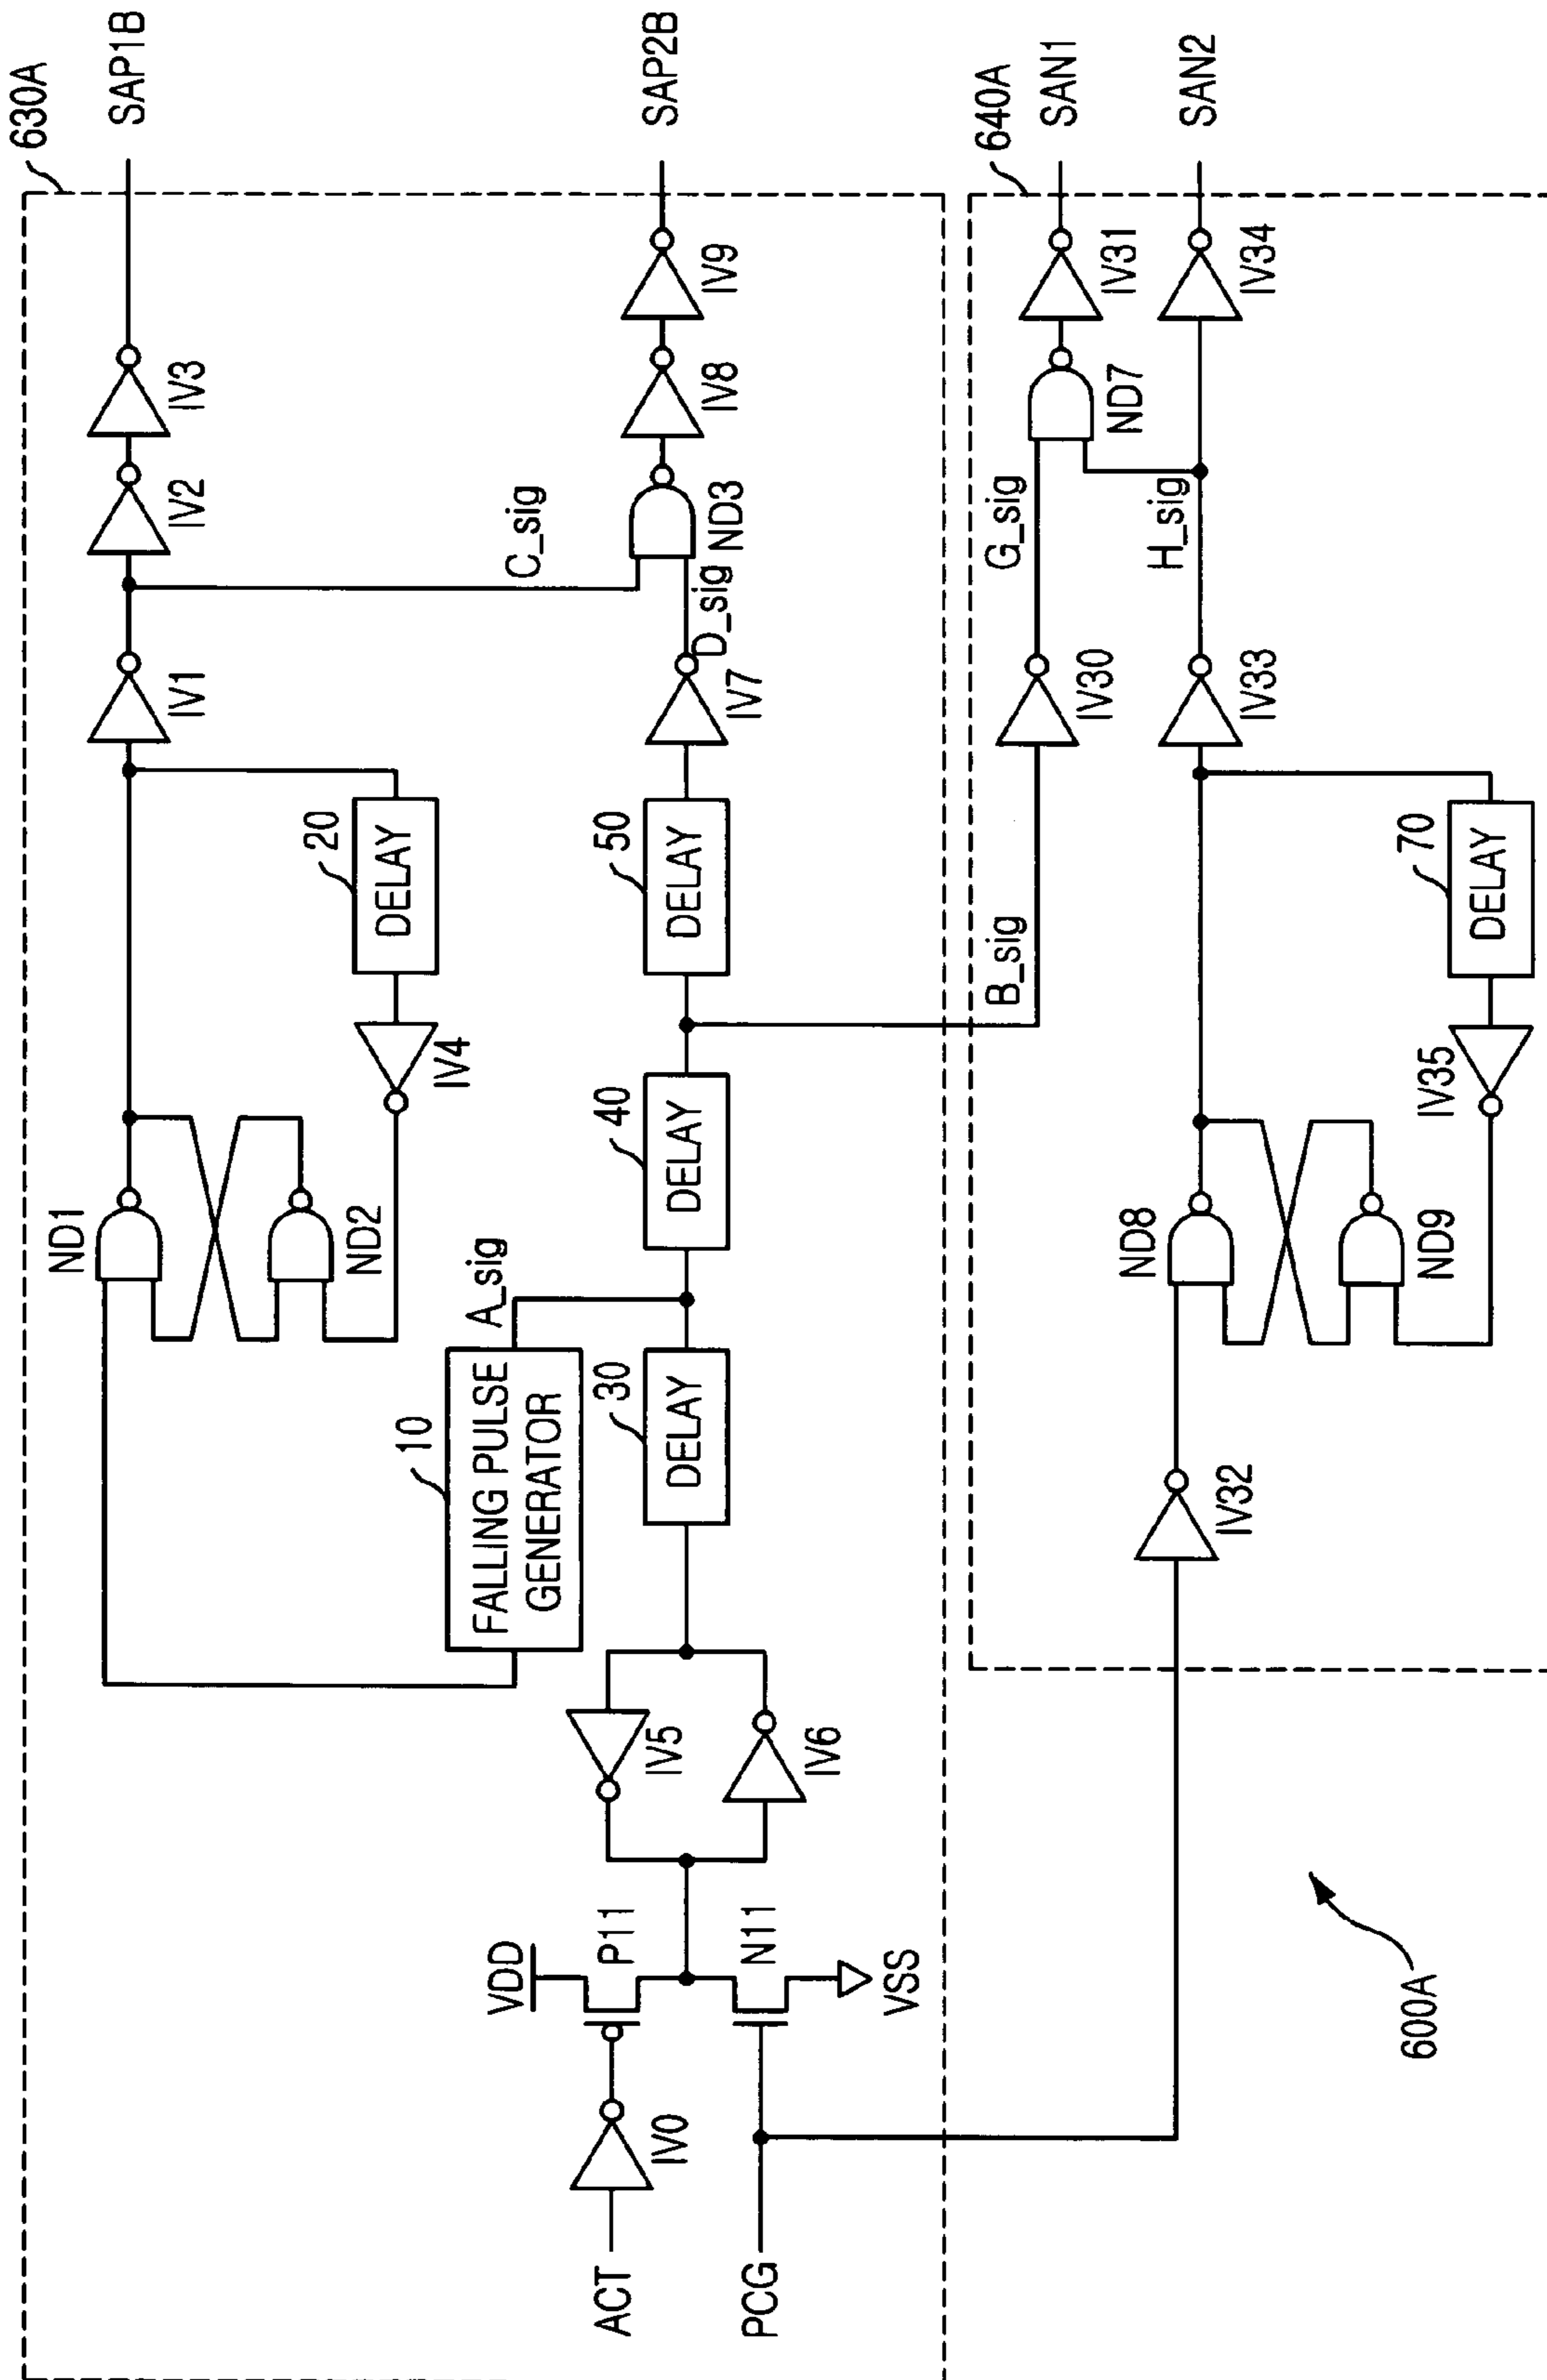 630A
SAP1B
IV1
IV2
IV3
ND1
20
DELAY
IV4
ND2
C_sig
A_sig
10
FALLING PULSE
GENERATOR
SAP2B
VDD
P11
IV5
30
DELAY
40
DELAY
50
DELAY
D_sig
ND3
IV8
IV9
IV7
ACT
IV0
N11
IV6
PCG
VSS
640A
B_sig
G_sig
SAN1
IV30
ND7
IV31
H_sig
SAN2
ND8
IV33
IV34
IV32
ND9
70
DELAY
IV35
600A